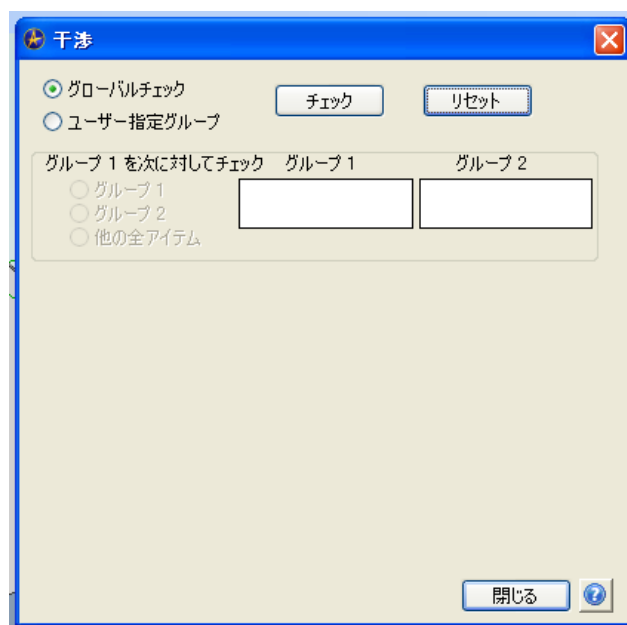 干渉
グローバルチェック
チェック
リセット
ユーザー指定グループ
グループ 1 を次に対してチェック
グループ 1
グループ 2
グループ 1
グループ 2
他の全アイテム
閉じる